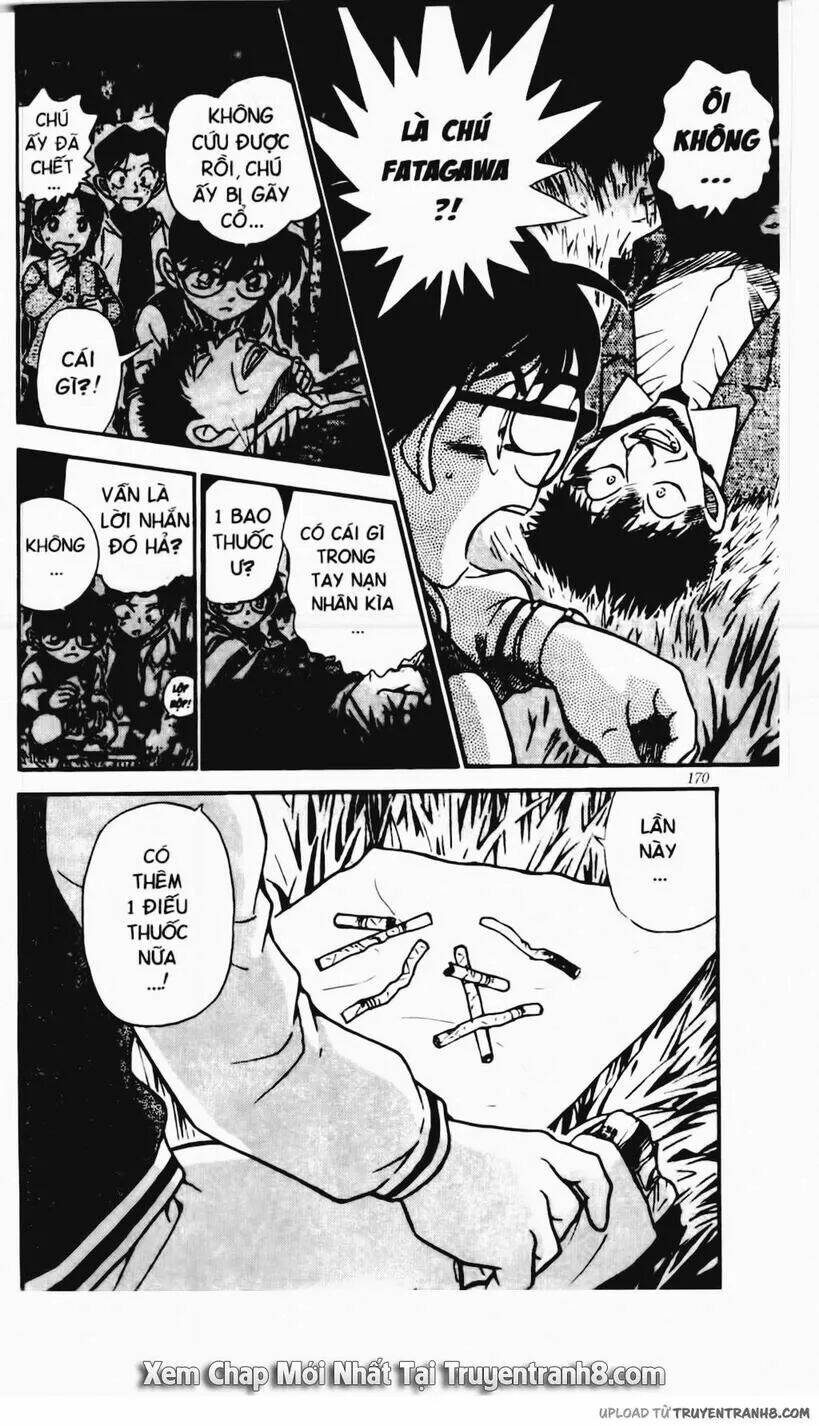 ÔI
KHÔNG
...
LÀ CHÚ
FATAGAWA
?!
KHÔNG
CỨU ĐƯỢC
RỒI, CHÚ
ẤY BỊ GÃY
CỔ...
CHÚ
ẤY ĐÃ
CHẾT
...
CÁI
GÌ?!
CÓ CÁI GÌ
TRONG
TAY NẠN
NHÂN KÌA
...
1 BAO
THUỐC
Ư?
VẪN LÀ
LỜI NHẮN
ĐÓ HẢ?
KHÔNG
...
LỘP
BỘP!
170
LẦN
NÀY
...
CÓ
THÊM
1 ĐIẾU
THUỐC
NỮA
...!
Xem Chap Mới Nhất Tại Truyentranh8.com
UPLOAD TỪ TRUYENTRANH8.COM